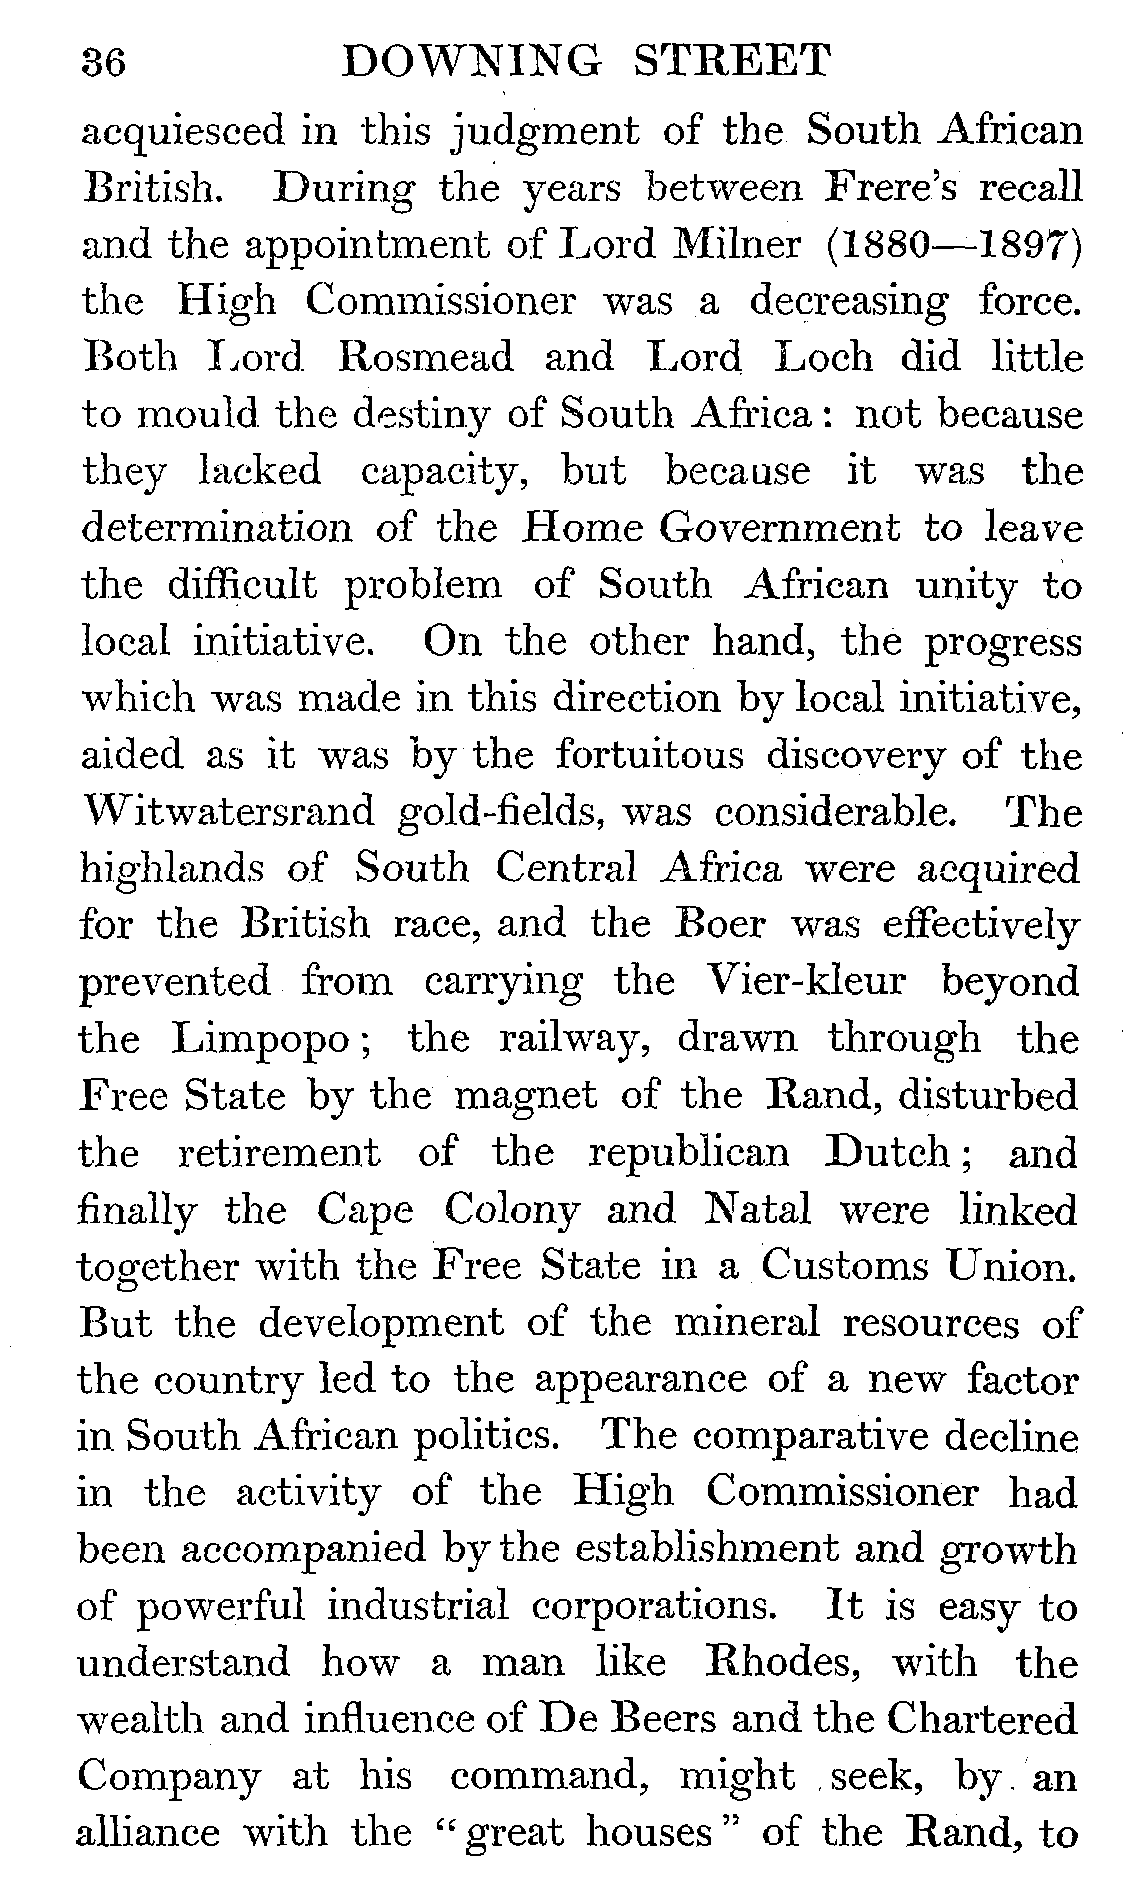 36 DOWNING STREET
acquiesced in this judgment of the South African
British. During the years between Frere's recall
and the appointment of Lord Milner (1880—1897)
the High Commissioner was a decreasing force.
Both Lord Rosmead and Lord Loch did little
to mould the destiny of South Africa : not because
they lacked capacity, but because it was the
determination of the Home Government to leave
the difficult problem of South African unity to
local initiative. On the other hand, the progress
which was made in this direction by local initiative,
aided as it was by the fortuitous discovery of the
Witwatersrand gold-fields, was considerable. The
highlands of South Central Africa were acquired
for the British race, and the Boer was effectively
prevented from carrying the Vier-kleur beyond
the Limpopo ; the railway, drawn through the
Free State by the magnet of the Rand, disturbed
the retirement of the republican Dutch ; and
finally the Cape Colony and Natal were linked
together with the Free State in a Customs Union.
But the development of the mineral resources of
the country led to the appearance of a new factor
in South African politics. The comparative decline
in the activity of the High Commissioner had
been accompanied by the establishment and growth
of powerful industrial corporations. It is easy to
understand how a man like Rhodes, with the
wealth and influence of De Beers and the Chartered
Company at his command, might seek, by an
alliance with the "great houses" of the Rand, to